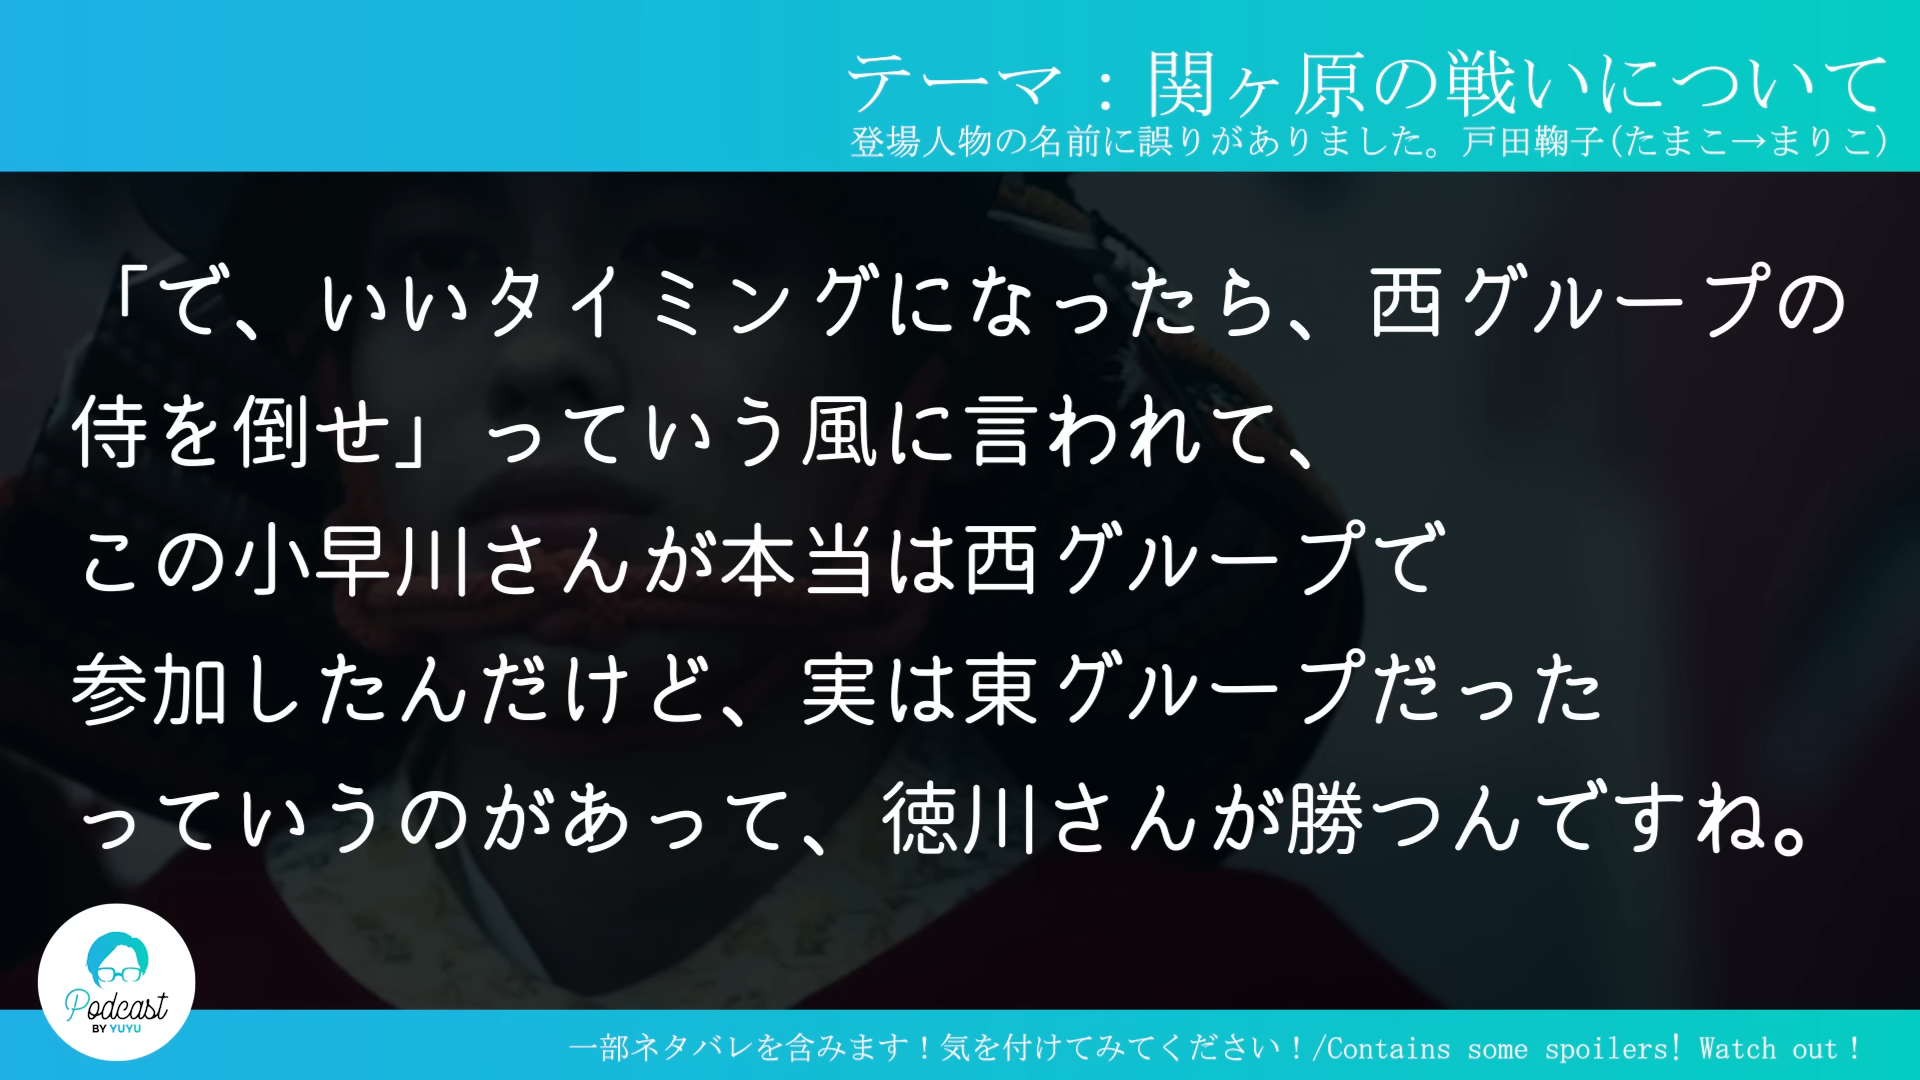 テーマ：関ヶ原の戦いについて
登場人物の名前に誤りがありました。戸田鞠子(たまこ→まりこ)
「で、いいタイミングになったら、西グループの
侍を倒せ」っていう風に言われて、
この小早川さんが本当は西グループで
参加したんだけど、実は東グループだった
っていうのがあって、徳川さんが勝つんですね。
Podcast
BY YUYU
一部ネタバレを含みます！気を付けてみてください！/Contains some spoilers! Watch out！